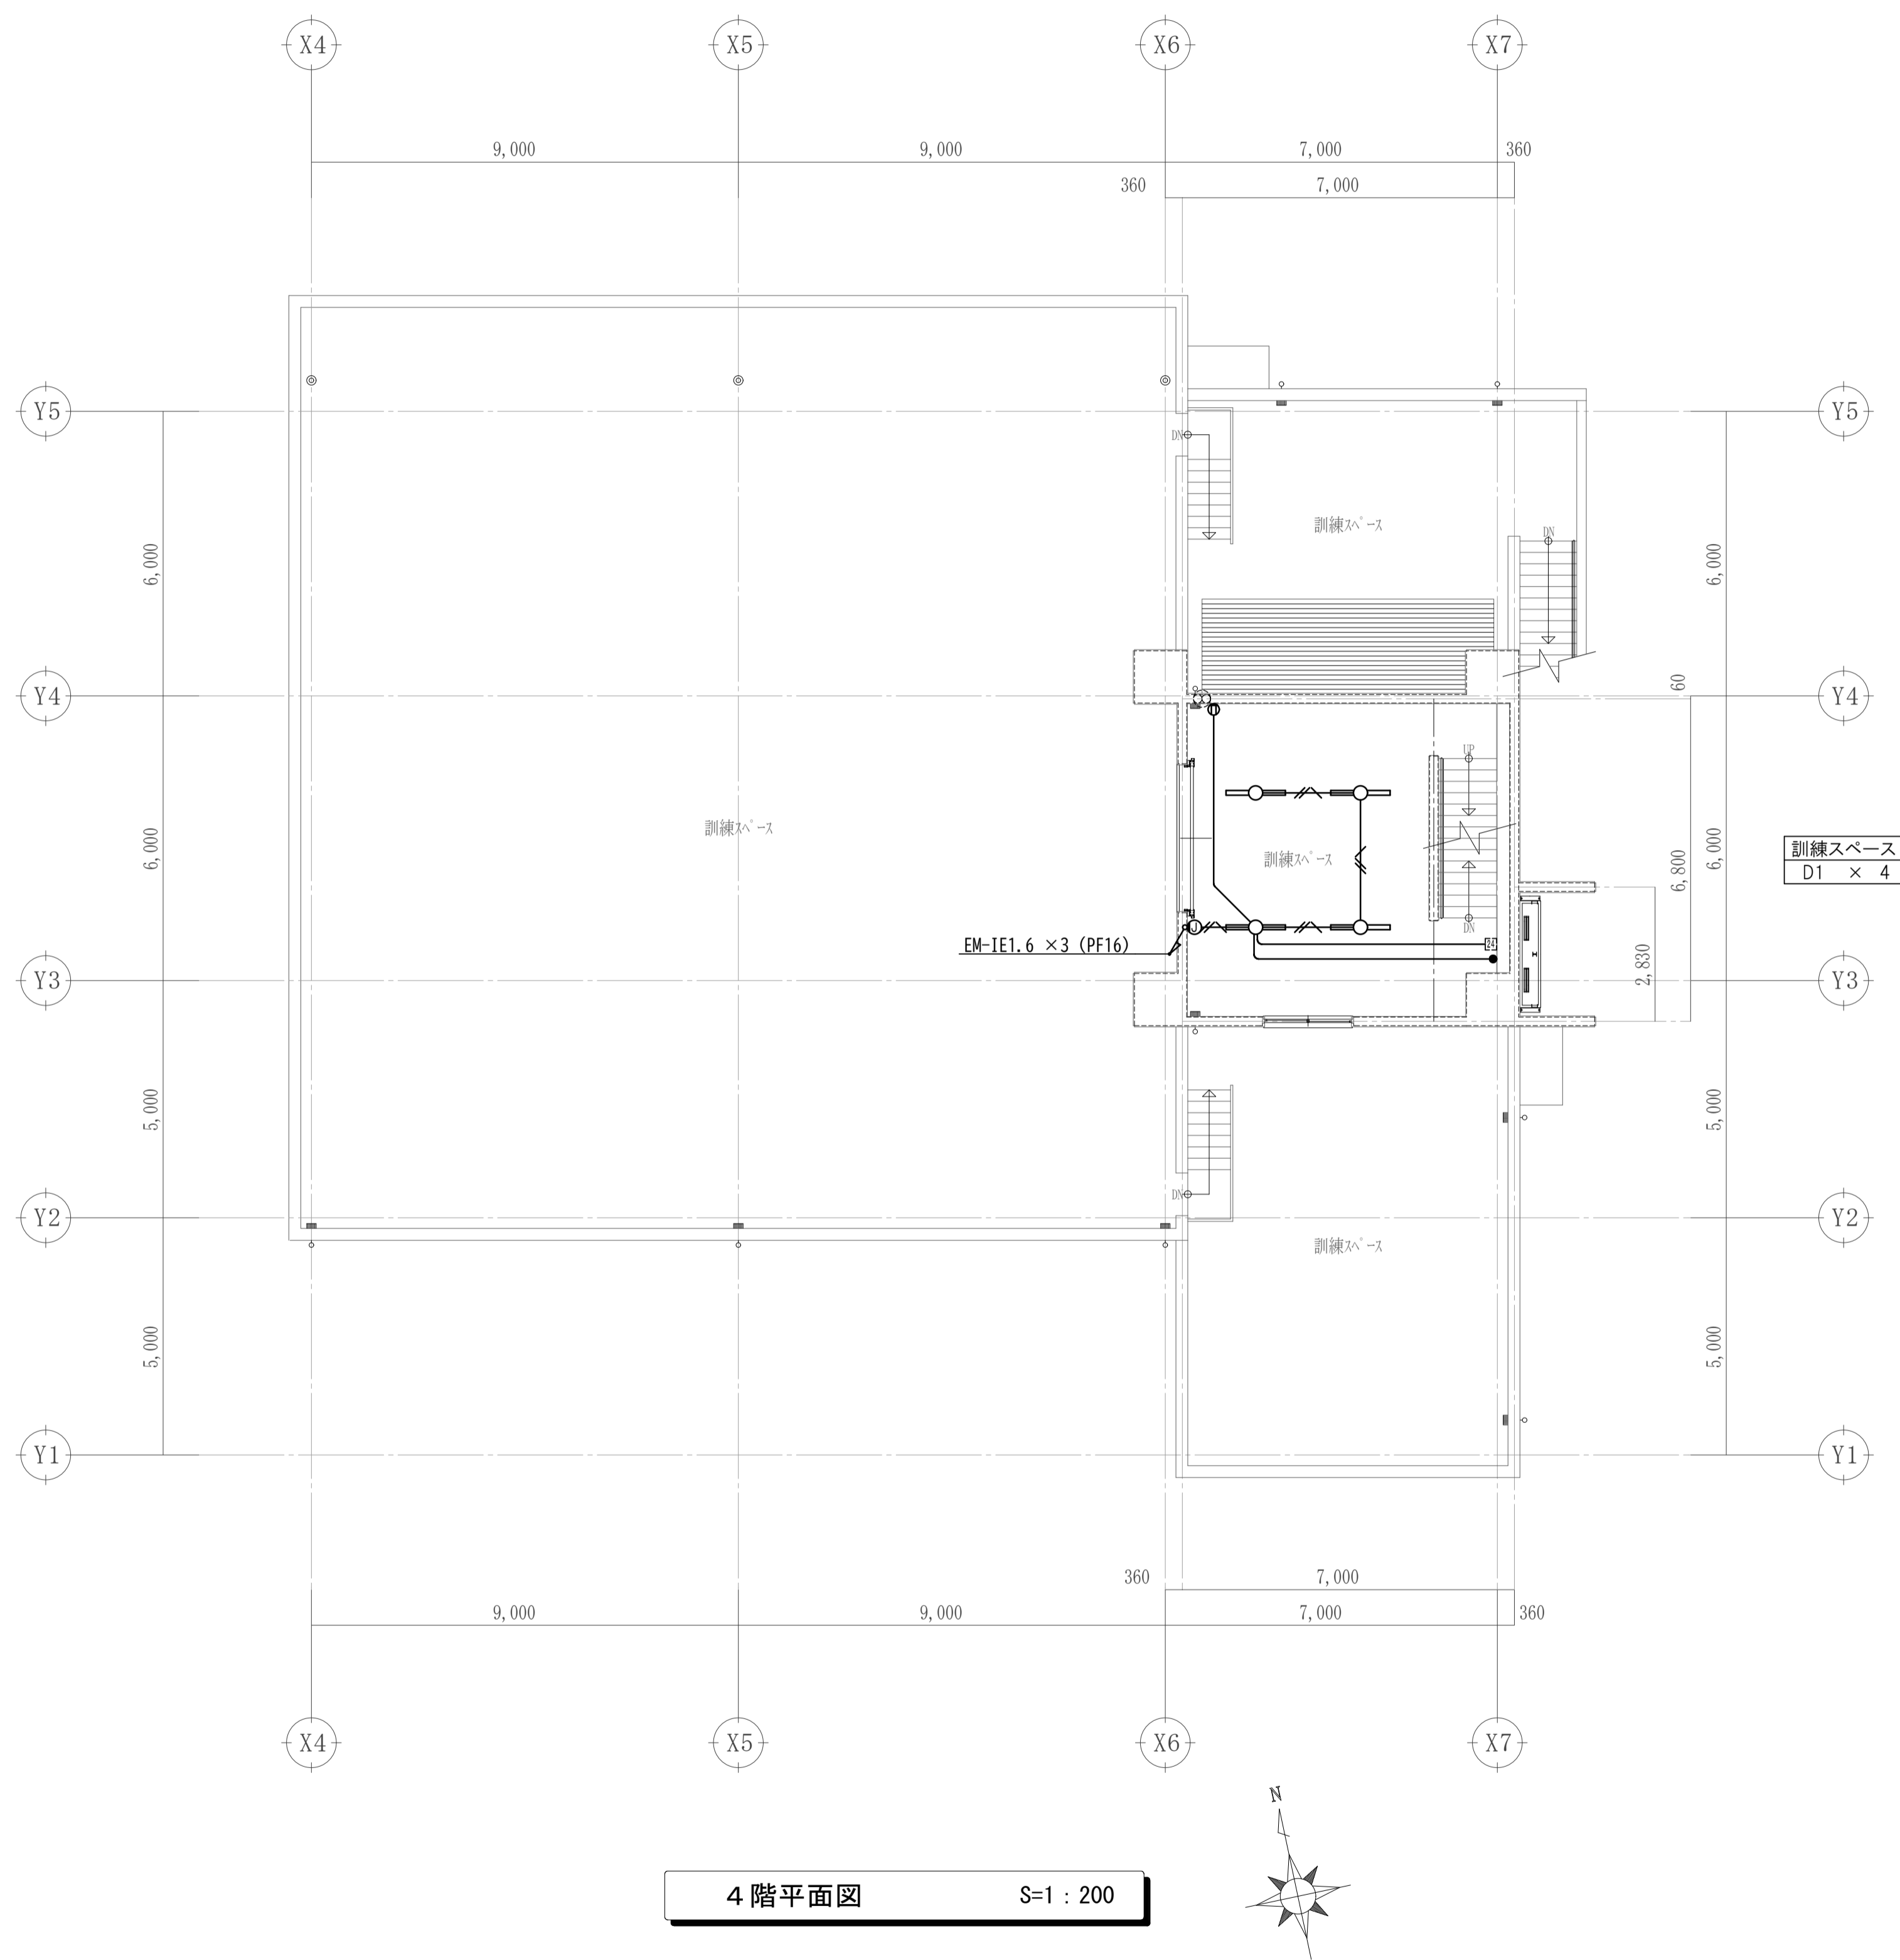 X4
X5
X6
X7
9,000
9,000
7,000
360
360
7,000
Y5
Y5
DN
訓練スペース
DN
6,000
6,000
Y4
Y4
60
UP
訓練スペース
訓練スペース
6,000
6,800
6,000
訓練スペース
D1 × 4
J
DN
24
EM-IE1.6 ×3 (PF16)
2,830
Y3
Y3
5,000
5,000
DN
Y2
Y2
訓練スペース
5,000
5,000
Y1
Y1
360
7,000
9,000
9,000
7,000
360
X4
X5
X6
X7
N
4階平面図
S=1 : 200